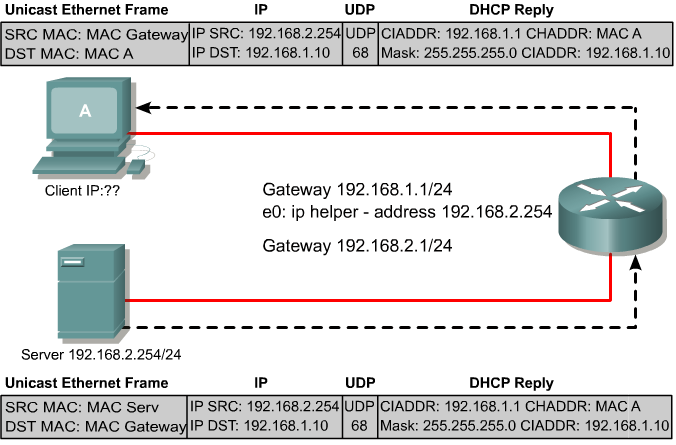 Unicast Ethernet Frame IP UDP DHCP Reply
SRC MAC: MAC Gateway IP SRC: 192.168.2.254 UDP CIADDR: 192.168.1.1 CHADDR: MAC A
DST MAC: MAC A IP DST: 192.168.1.10 68 Mask: 255.255.255.0 CIADDR: 192.168.1.10
A
Client IP:??
Gateway 192.168.1.1/24
e0: ip helper - address 192.168.2.254
Gateway 192.168.2.1/24
Server 192.168.2.254/24
Unicast Ethernet Frame IP UDP DHCP Reply
SRC MAC: MAC Serv IP SRC: 192.168.2.254 UDP CIADDR: 192.168.1.1 CHADDR: MAC A
DST MAC: MAC Gateway IP DST: 192.168.1.10 68 Mask: 255.255.255.0 CIADDR: 192.168.1.10